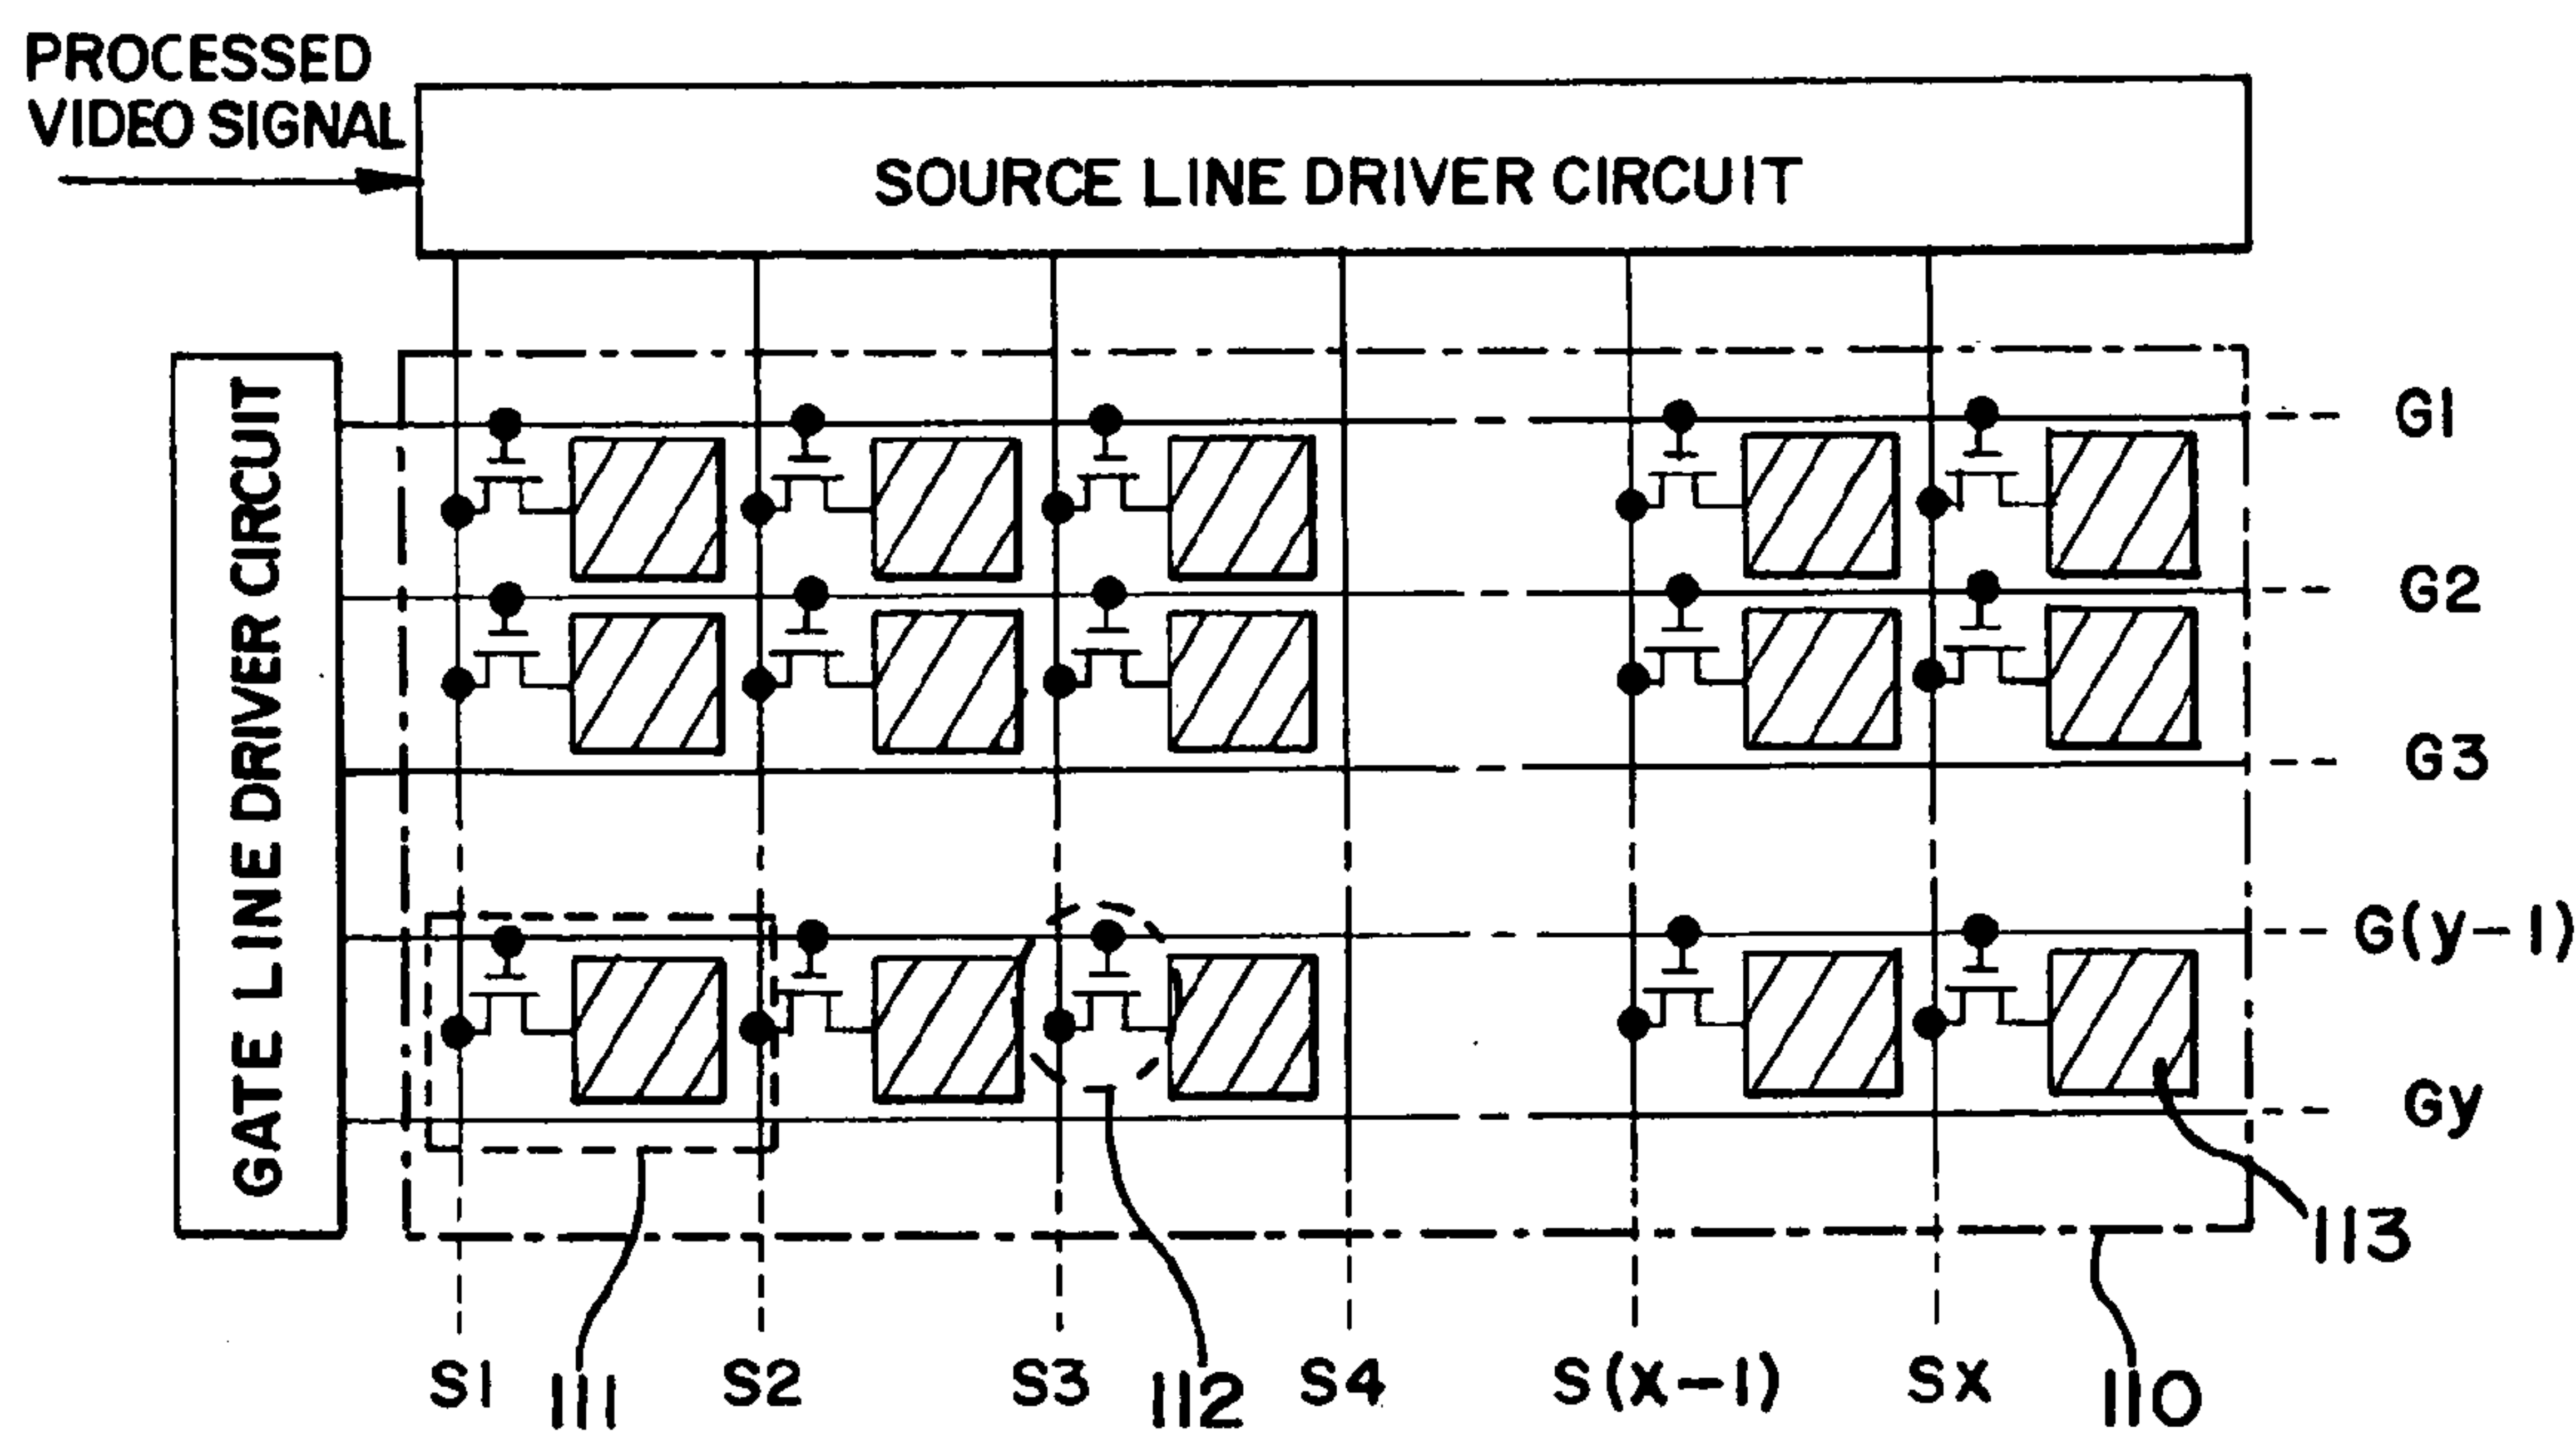 PROCESSED
VIDEO SIGNAL
SOURCE LINE DRIVER CIRCUIT
GATE LINE DRIVER CIRCUIT
G1
G2
G3
G(y-1)
Gy
113
S1
111
S2
S3
112
S4
S(X-1)
SX
110